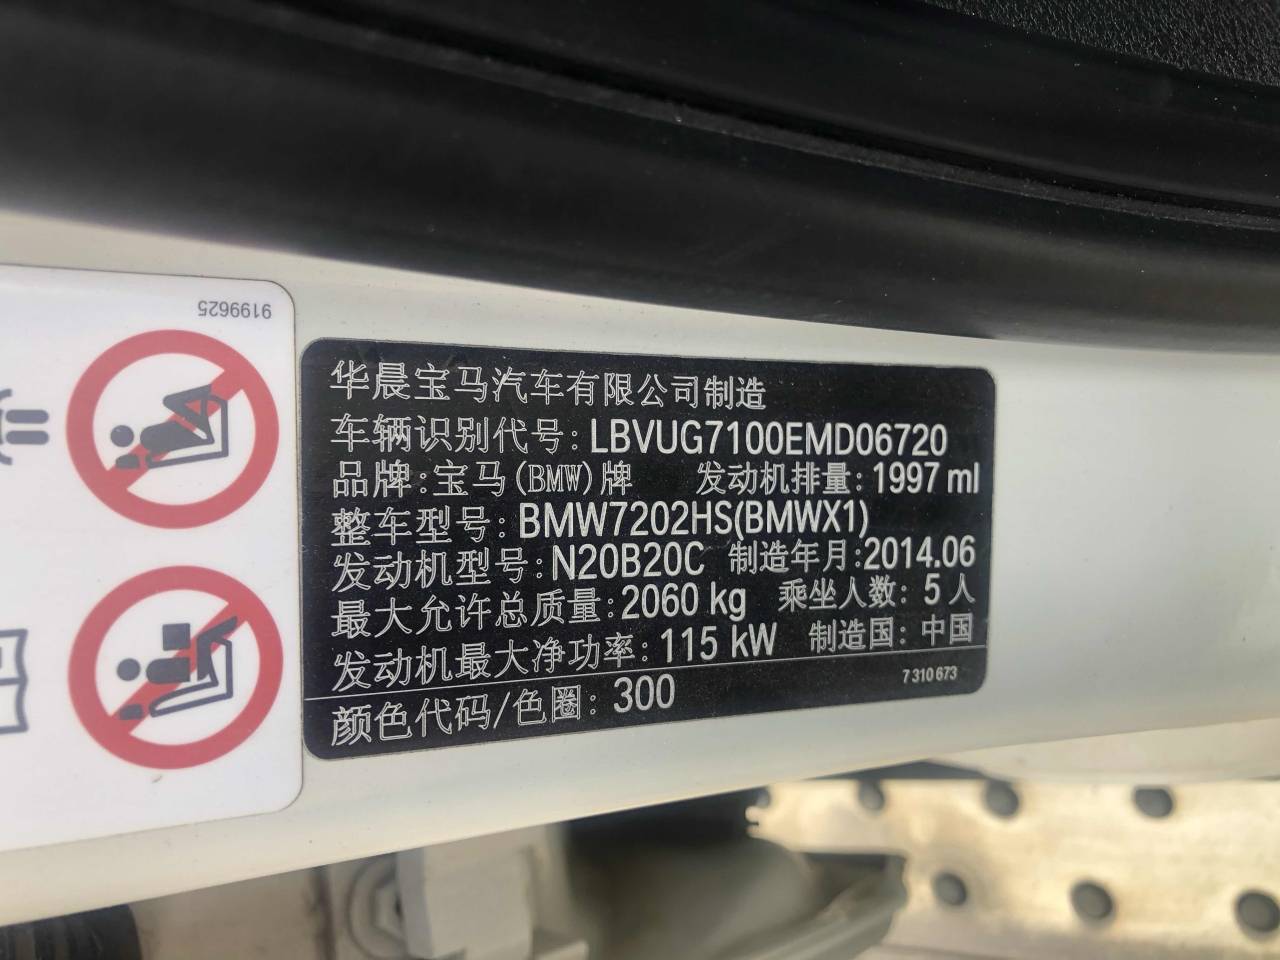 9199625
华晨宝马汽车有限公司制造
车辆识别代号: LBVUG7100EMD06720
品牌:宝马(BMW)牌 发动机排量: 1997 ml
整车型号: BMW7202HS(BMWX1)
发动机型号: N20B20C 制造年月: 2014.06
最大允许总质量: 2060 kg 乘坐人数: 5 人
发动机最大净功率: 115 kW 制造国: 中国
7310673
颜色代码/色圈: 300